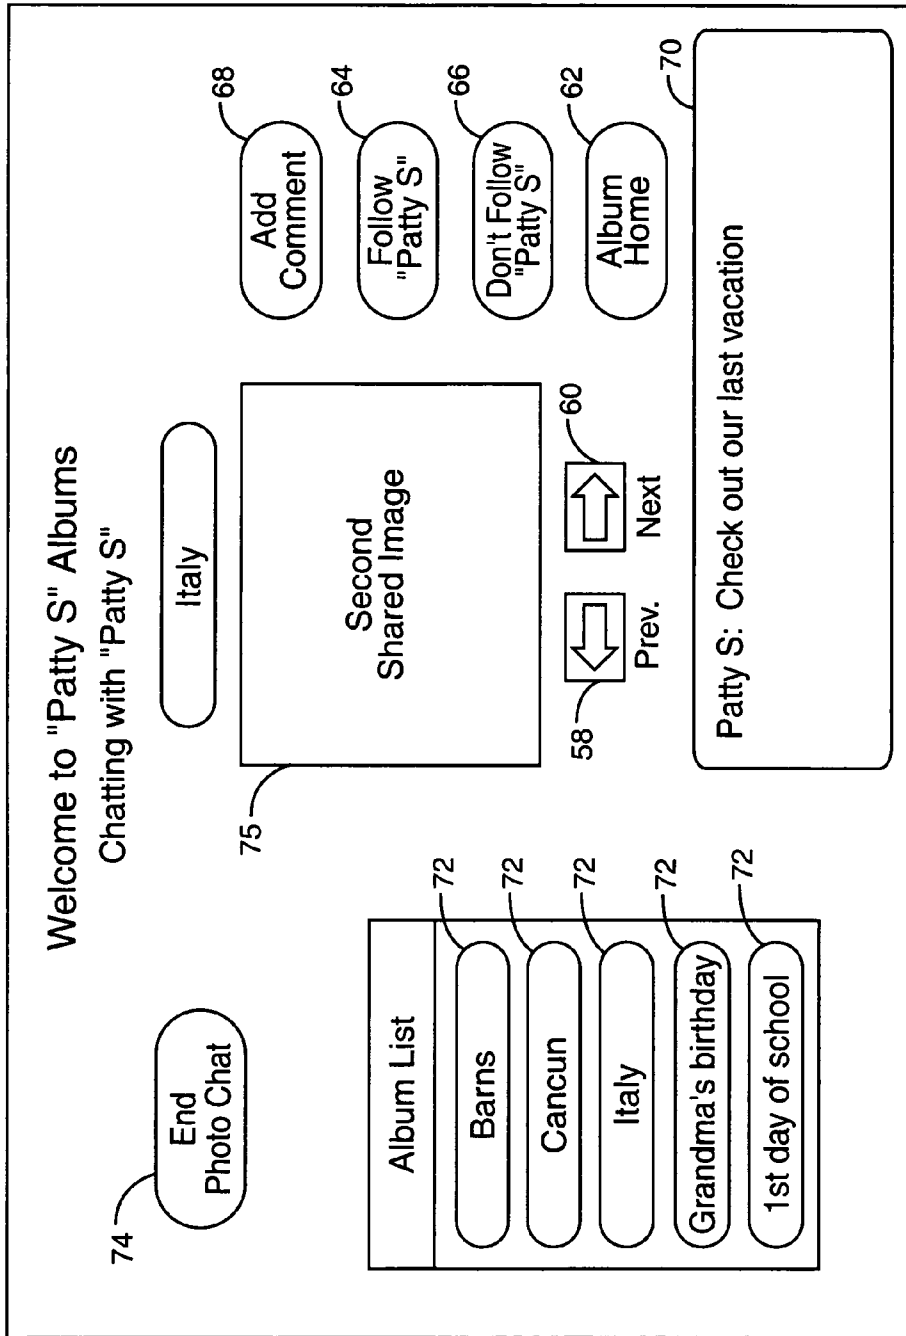 Welcome to "Patty S" Albums
Chatting with "Patty S"
74
End
Photo Chat
Italy
75
Second
Shared Image
68
Add
Comment
64
Follow
"Patty S"
66
Don't Follow
"Patty S"
62
Album
Home
Album List
72
Barns
72
Cancun
72
Italy
72
Grandma's birthday
72
1st day of school
58
60
Prev.
Next
70
Patty S: Check out our last vacation